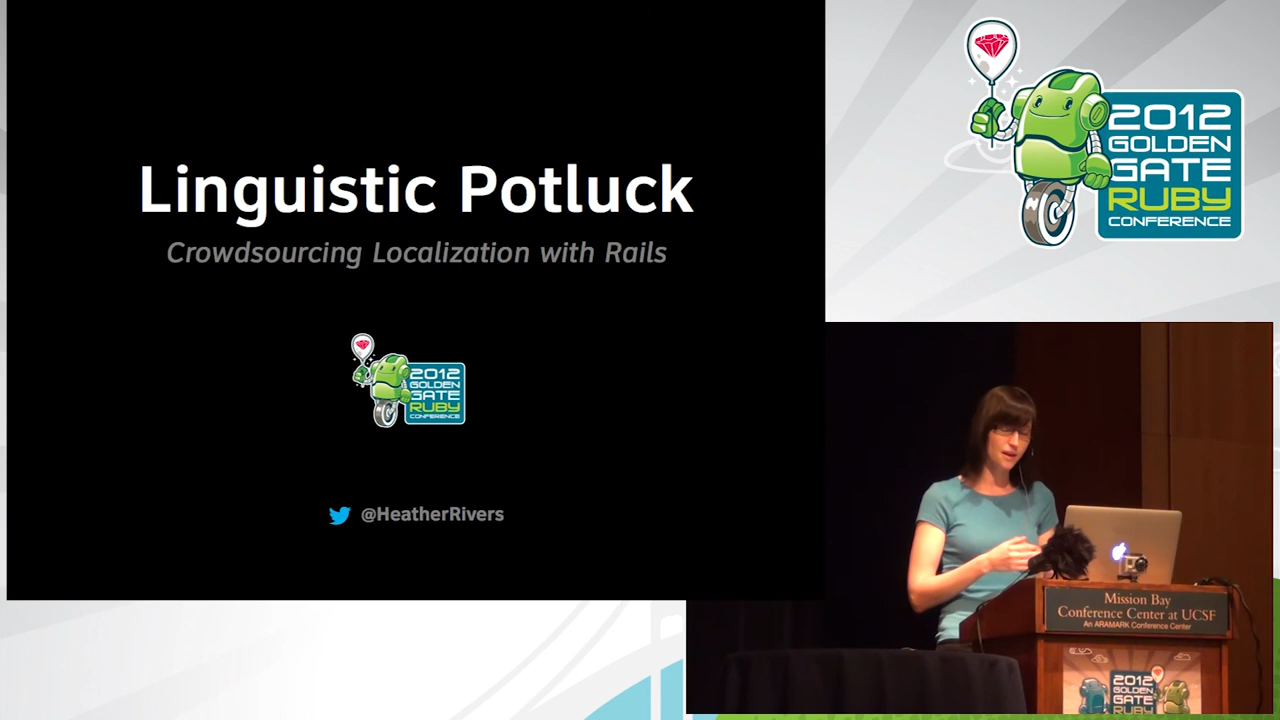 Linguistic Potluck
Crowdsourcing Localization with Rails
2012
GOLDEN
GATE
RUBY
CONFERENCE
@HeatherRivers
2012
GOLDEN
GATE
RUBY
CONFERENCE
Mission Bay
Conference Center at UCSF
An ARAMARK Conference Center
2012
GOLDEN
GATE
RUBY